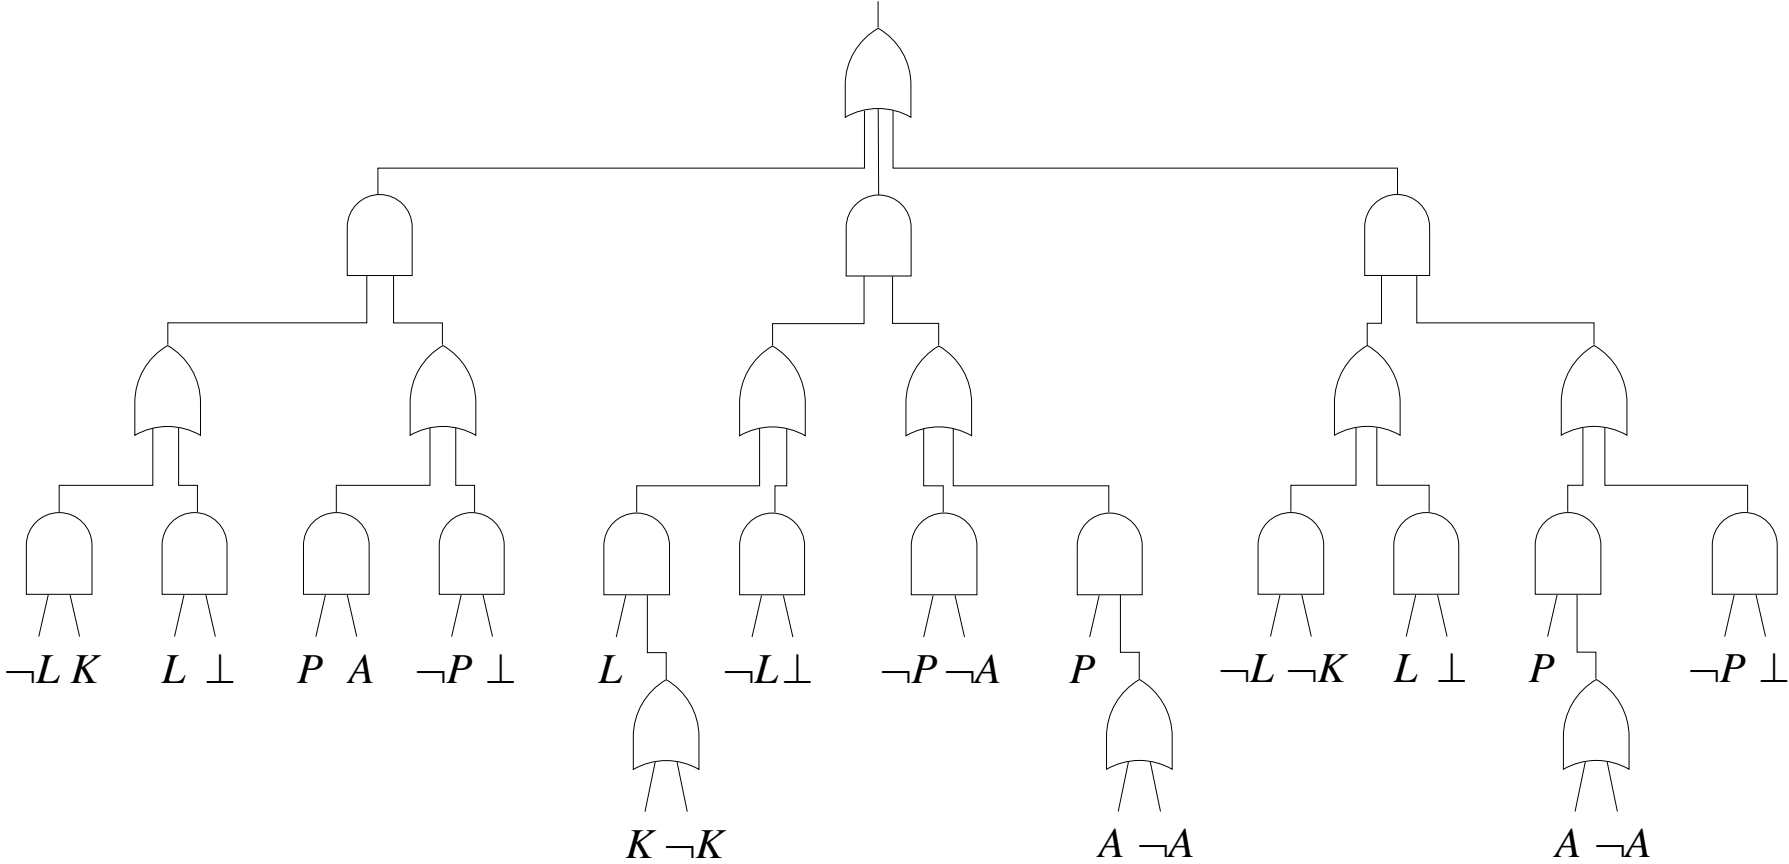 ¬L K L ⊥ P A ¬P ⊥ L ¬L ⊥ ¬P ¬A P ¬L ¬K L ⊥ P ¬P ⊥
K ¬K A ¬A A ¬A